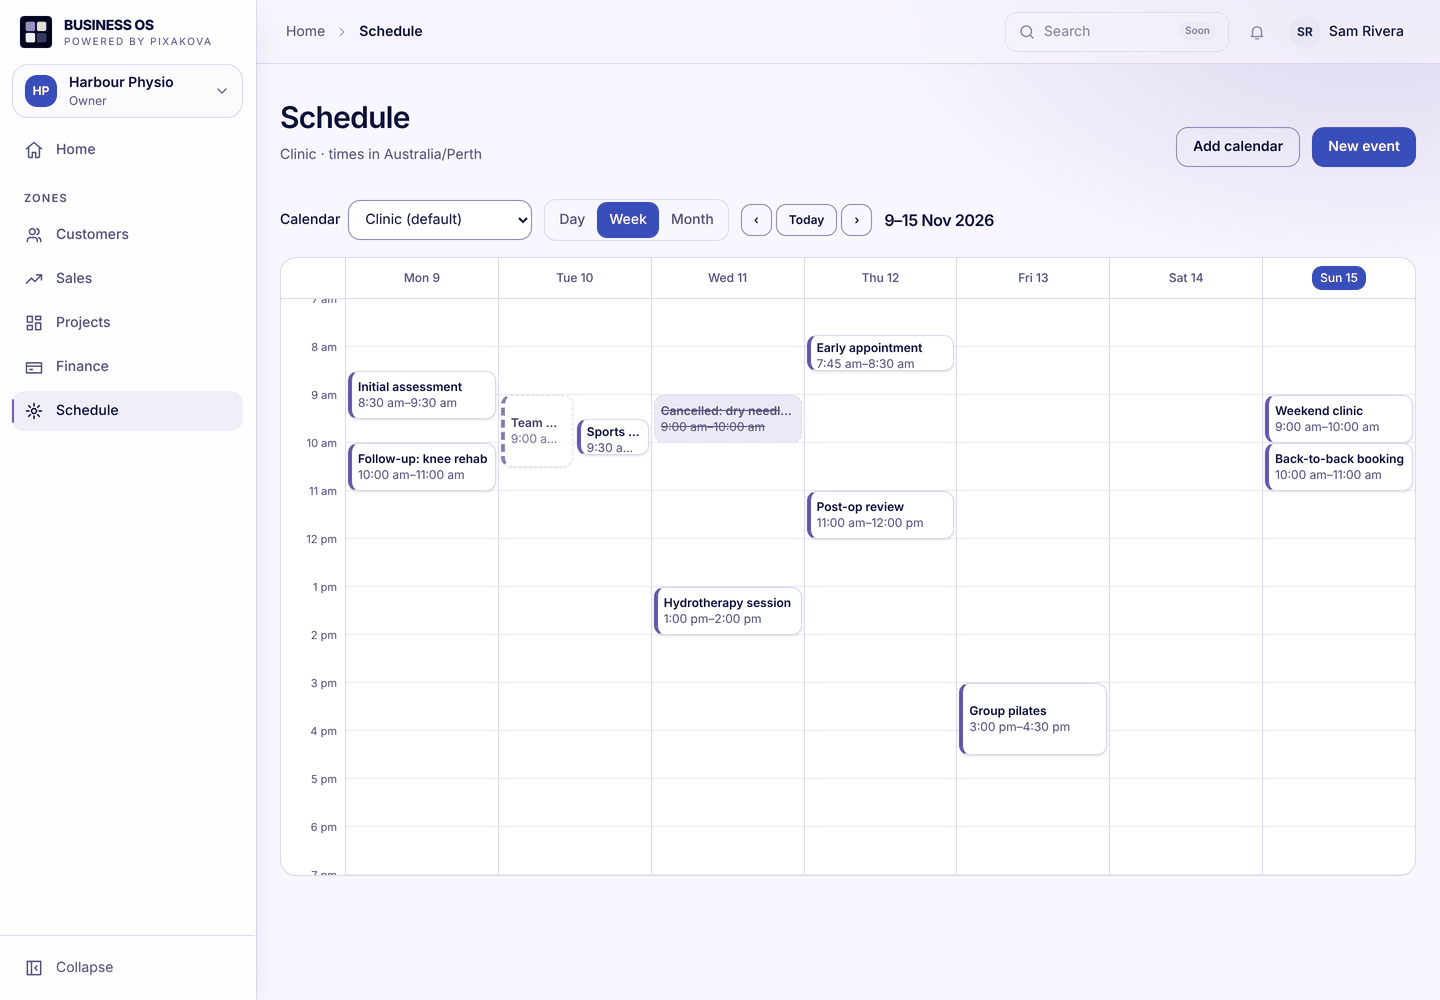 BUSINESS OS
POWERED BY PIXAKOVA
HP
Harbour Physio
Owner
Home
ZONES
Customers
Sales
Projects
Finance
Schedule
Collapse
Home › Schedule
Search
Soon
SR
Sam Rivera
Schedule
Clinic · times in Australia/Perth
Add calendar
New event
Calendar
Clinic (default)
Day
Week
Month
‹
Today
›
9–15 Nov 2026
Mon 9
Tue 10
Wed 11
Thu 12
Fri 13
Sat 14
Sun 15
7 am
8 am
9 am
10 am
11 am
12 pm
1 pm
2 pm
3 pm
4 pm
5 pm
6 pm
7 pm
Initial assessment
8:30 am–9:30 am
Follow-up: knee rehab
10:00 am–11:00 am
Team ...
9:00 a...
Sports ...
9:30 a...
Cancelled: dry needl...
9:00 am–10:00 am
Hydrotherapy session
1:00 pm–2:00 pm
Early appointment
7:45 am–8:30 am
Post-op review
11:00 am–12:00 pm
Group pilates
3:00 pm–4:30 pm
Weekend clinic
9:00 am–10:00 am
Back-to-back booking
10:00 am–11:00 am